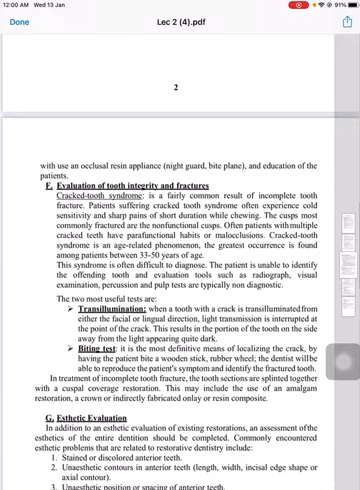 12:00 AM Wed 13 Jan
91%
Done
Lec 2 (4).pdf
2
with use an occlusal resin appliance (night guard, bite plane), and education of the
patients.
F. Evaluation of tooth integrity and fractures
Cracked-tooth syndrome: is a fairly common result of incomplete tooth
fracture. Patients suffering cracked tooth syndrome often experience cold
sensitivity and sharp pains of short duration while chewing. The cusps most
commonly fractured are the nonfunctional cusps. Often patients with multiple
cracked teeth have parafunctional habits or malocclusions. Cracked-tooth
syndrome is an age-related phenomenon, the greatest occurrence is found
among patients between 33-50 years of age.
This syndrome is often difficult to diagnose. The patient is unable to identify
the offending tooth and evaluation tools such as radiograph, visual
examination, percussion and pulp tests are typically non diagnostic.
The two most useful tests are:
➤ Transillumination: when a tooth with a crack is transilluminated from
either the facial or lingual direction, light transmission is interrupted at
the point of the crack. This results in the portion of the tooth on the side
away from the light appearing quite dark.
➤ Biting test: it is the most definitive means of localizing the crack, by
having the patient bite a wooden stick, rubber wheel; the dentist will be
able to reproduce the patient's symptom and identify the fractured tooth.
In treatment of incomplete tooth fracture, the tooth sections are splinted together
with a cuspal coverage restoration. This may include the use of an amalgam
restoration, a crown or indirectly fabricated onlay or resin composite.
G. Esthetic Evaluation
In addition to an esthetic evaluation of existing restorations, an assessment of the
esthetics of the entire dentition should be completed. Commonly encountered
esthetic problems that are related to restorative dentistry include:
1. Stained or discolored anterior teeth.
2. Unaesthetic contours in anterior teeth (length, width, incisal edge shape or
axial contour).
3. Unaesthetic position or spacing of anterior teeth.